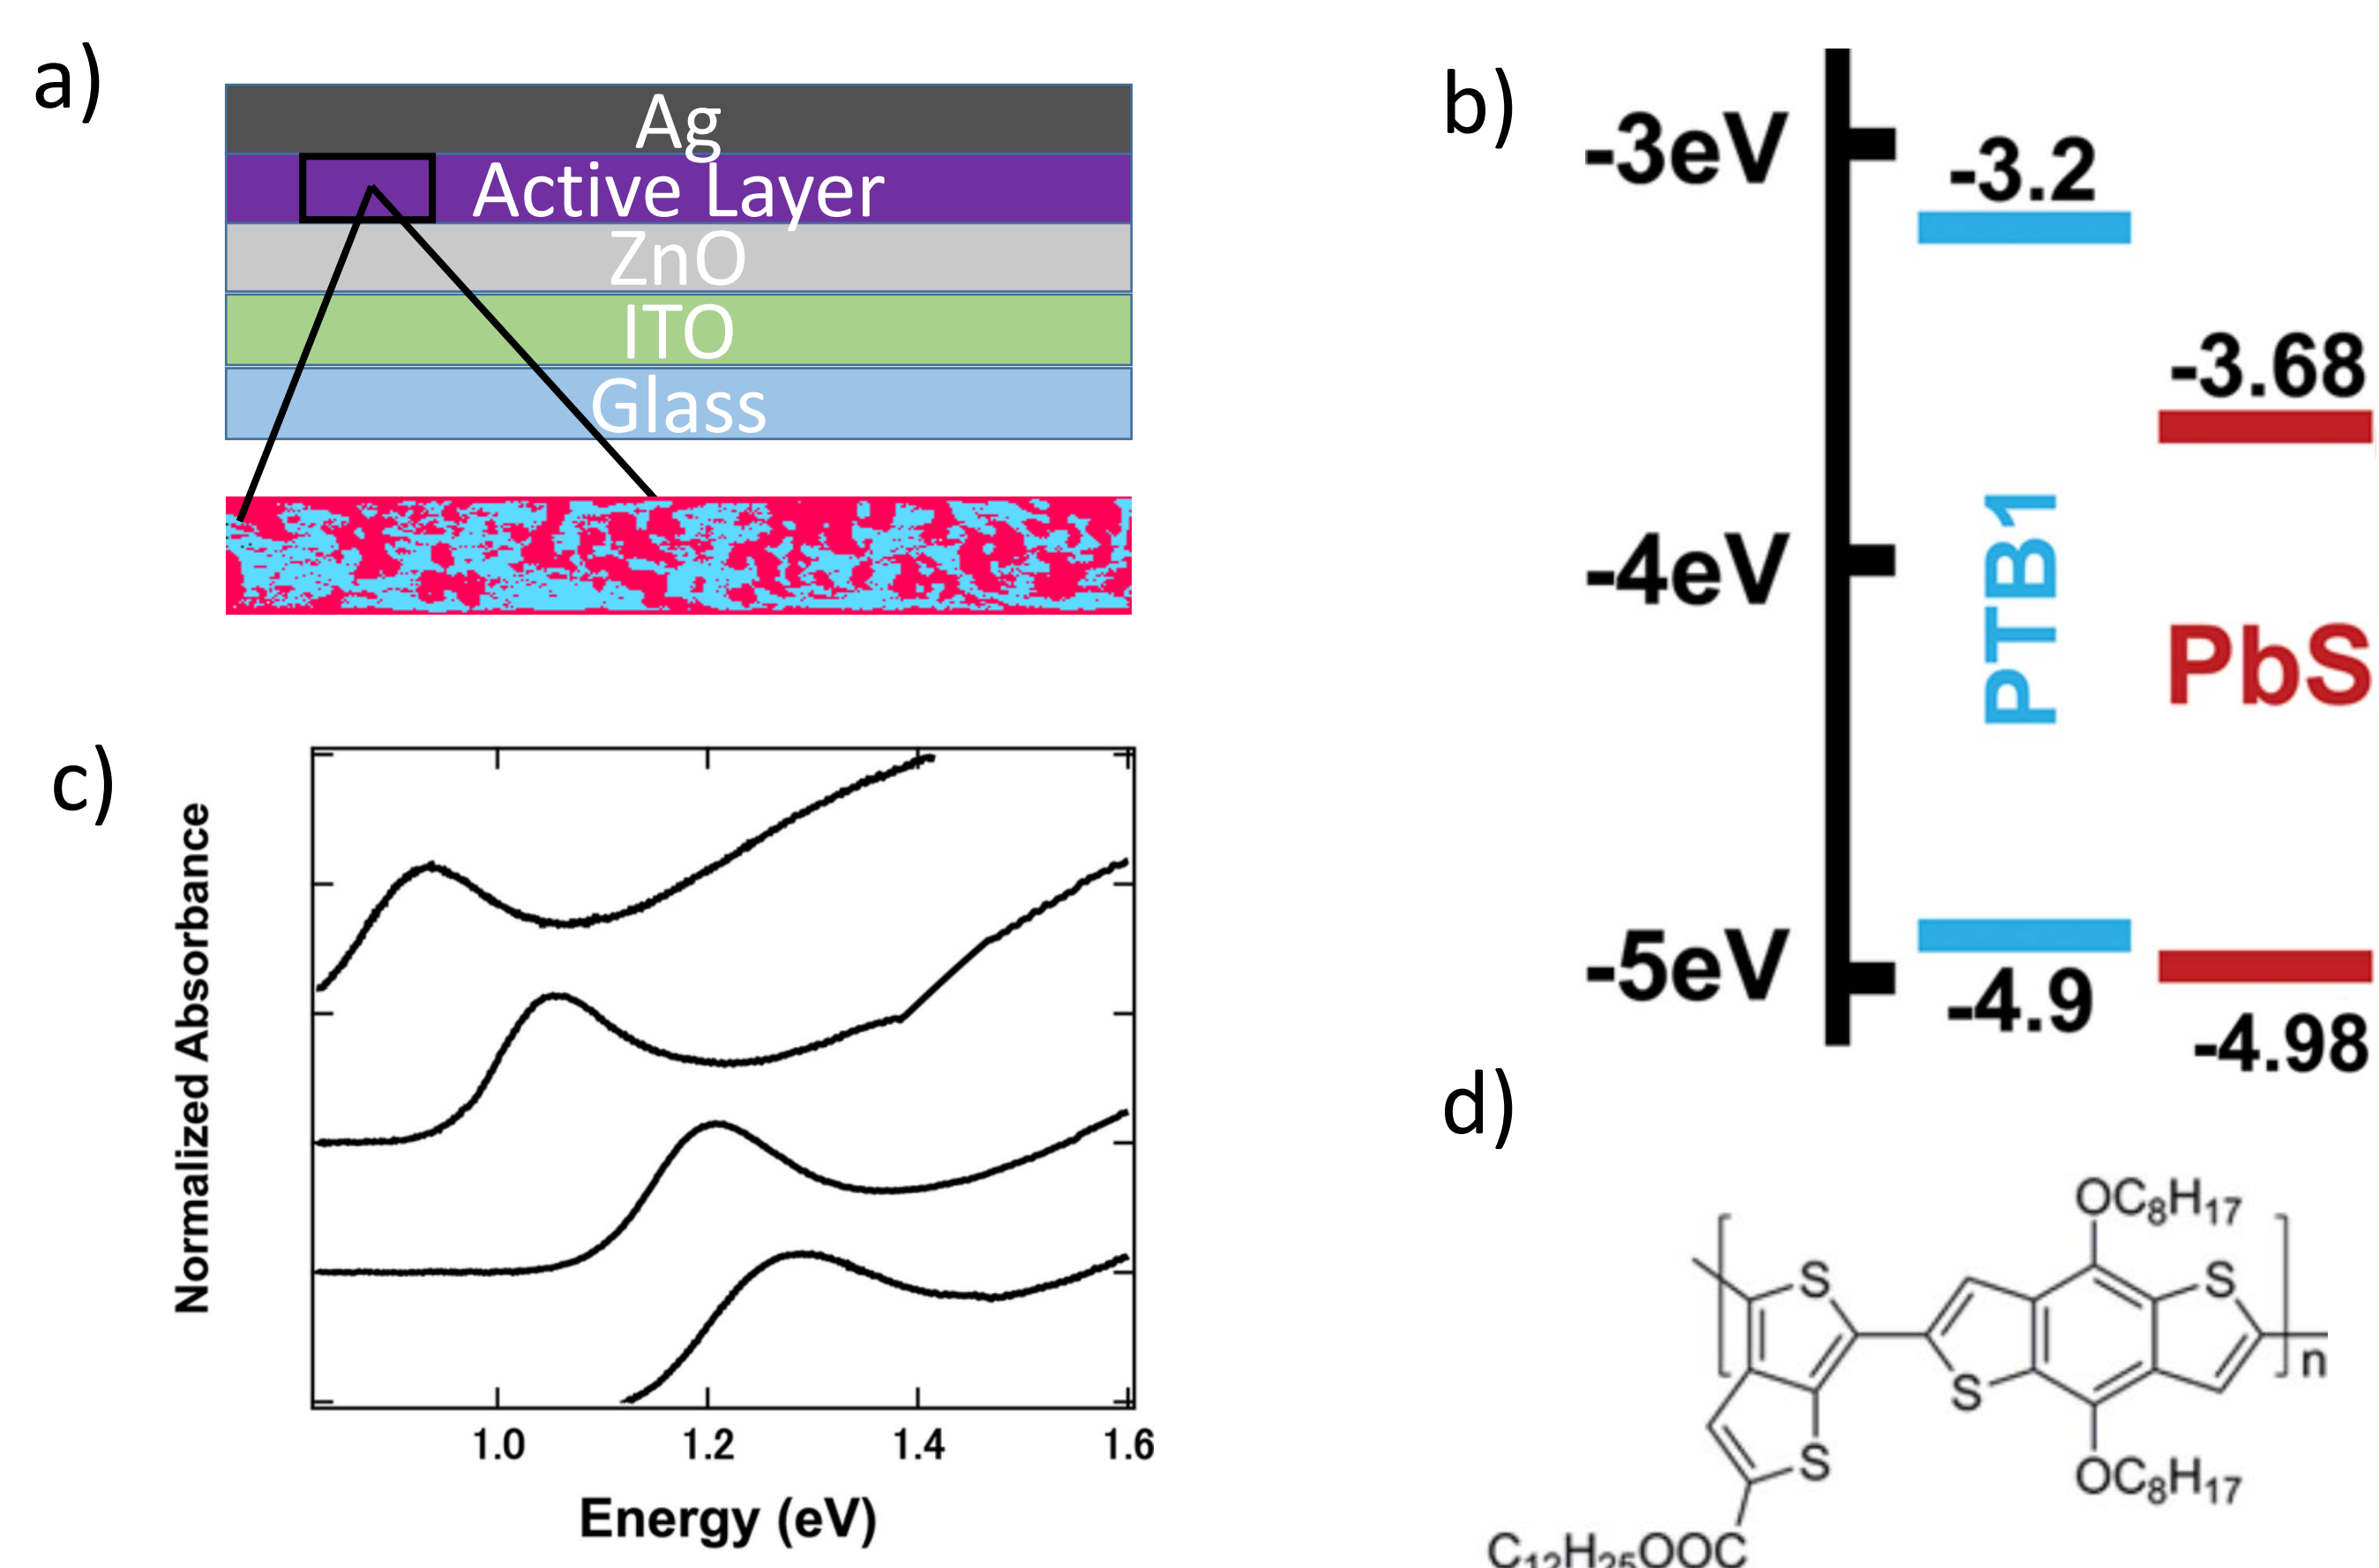 a)
Ag
Active Layer
ZnO
ITO
Glass
b)
-3eV
-3.2
-3.68
-4eV
PTB1
PbS
-5eV
-4.9
-4.98
c)
Normalized Absorbance
1.0 1.2 1.4 1.6
Energy (eV)
d)
OC8H17
S S
n
S
S
OC8H17
C12H25OOC